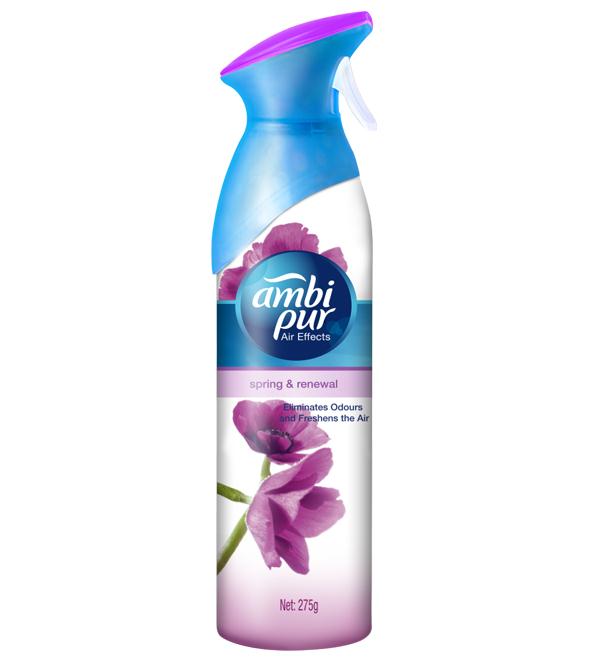 ambi
pur
Air Effects
spring & renewal
Eliminates Odours
and Freshens the Air
Net: 275g